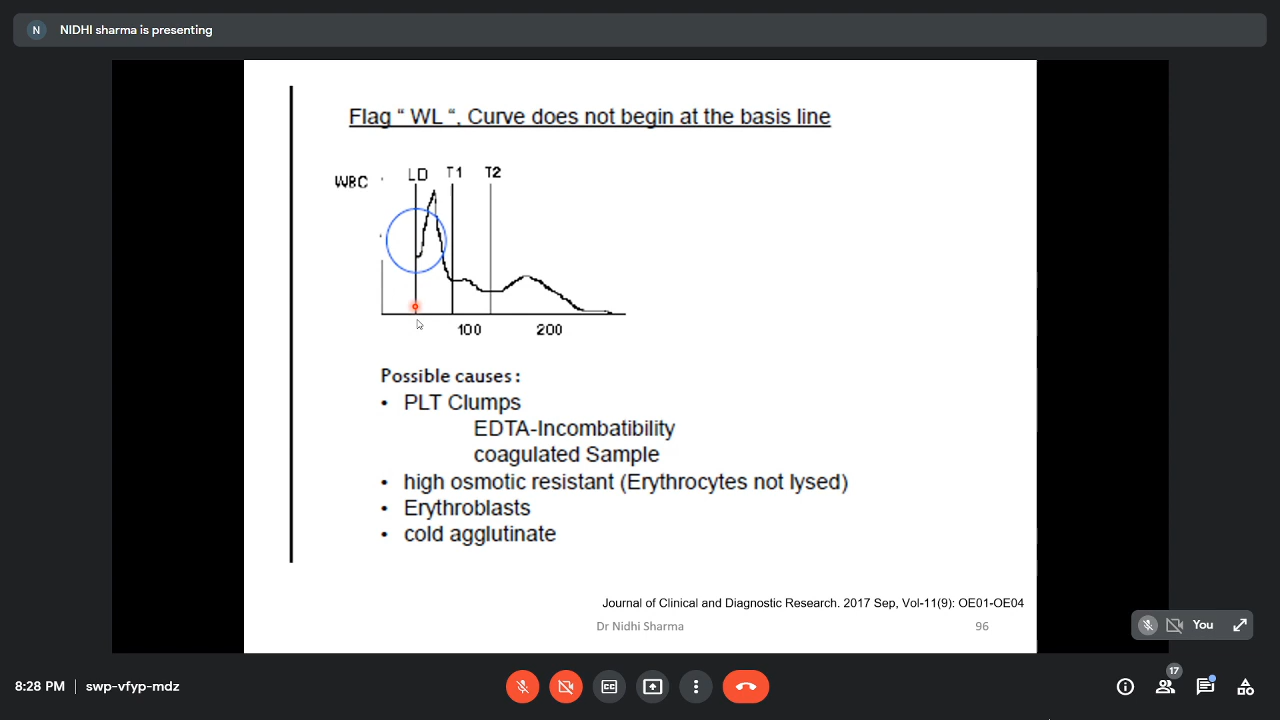 N NIDHI sharma is presenting
Flag “ WL “, Curve does not begin at the basis line
WBC LD T1 T2
100 200
Possible causes:
• PLT Clumps
EDTA-Incombatibility
coagulated Sample
• high osmotic resistant (Erythrocytes not lysed)
• Erythroblasts
• cold agglutinate
Journal of Clinical and Diagnostic Research. 2017 Sep, Vol-11(9): OE01-OE04
Dr Nidhi Sharma 96
You
8:28 PM | swp-vfyp-mdz
CC
17